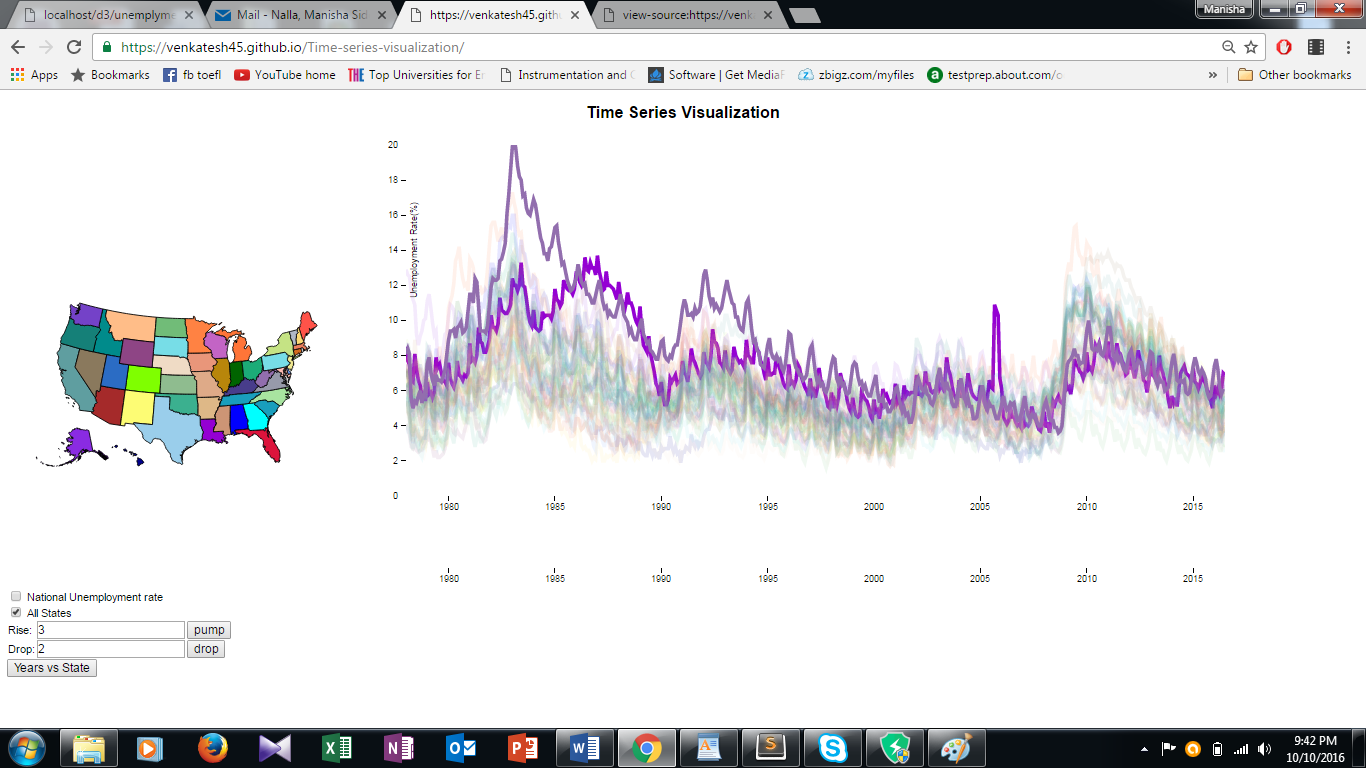 localhost/d3/unemplyme
Mail - Nalla, Manisha Sid
https://venkatesh45.gith
view-source:https://venk
Manisha
https://venkatesh45.github.io/Time-series-visualization/
Apps
Bookmarks
fb toefl
YouTube home
THE Top Universities for E
Instrumentation and C
Software | Get MediaF
zbigz.com/myfiles
a testprep.about.com/o
»
Other bookmarks
Time Series Visualization
20
18
16
14
12
10
8
6
4
2
0
Unemployment Rate(%)
1980 1985 1990 1995 2000 2005 2010 2015
1980 1985 1990 1995 2000 2005 2010 2015
National Unemployment rate
All States
Rise: 3 pump
Drop: 2 drop
Years vs State
9:42 PM
10/10/2016